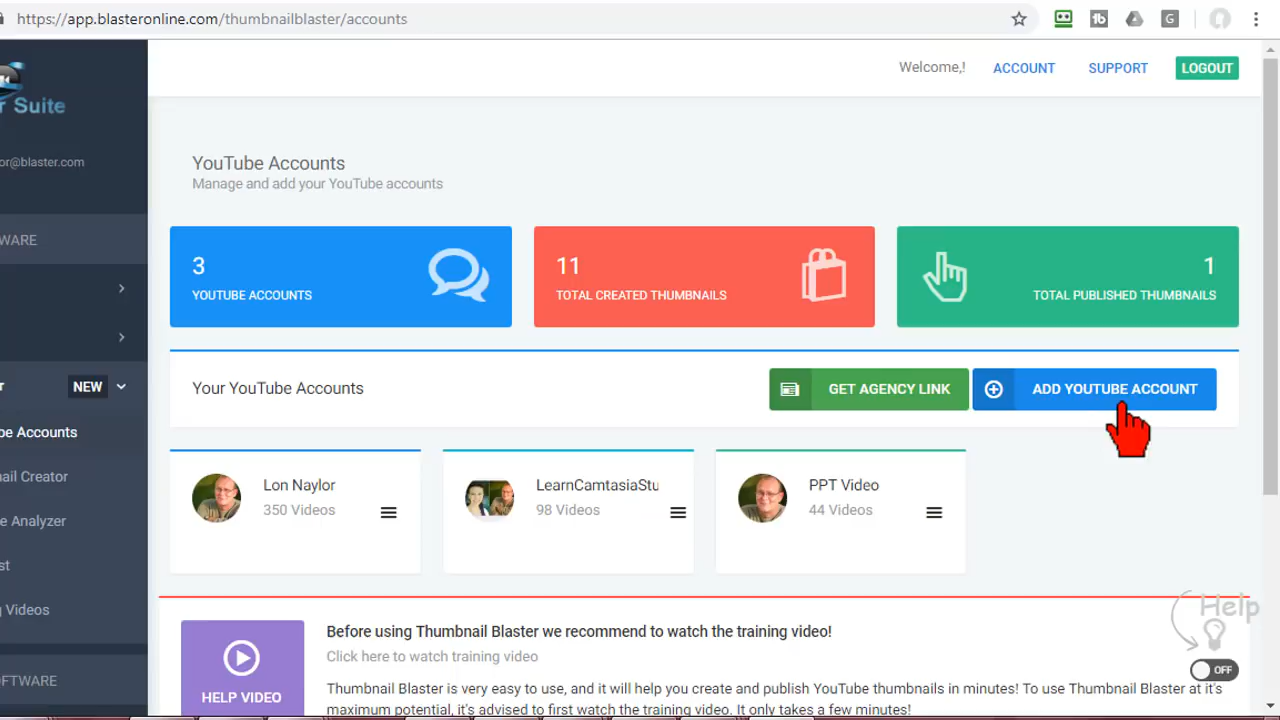 https://app.blasteronline.com/thumbnailblaster/accounts
tb
G
r Suite
Welcome,!
ACCOUNT
SUPPORT
LOGOUT
or@blaster.com
YouTube Accounts
Manage and add your YouTube accounts
WARE
3
YOUTUBE ACCOUNTS
11
TOTAL CREATED THUMBNAILS
1
TOTAL PUBLISHED THUMBNAILS
r NEW
Your YouTube Accounts
GET AGENCY LINK
ADD YOUTUBE ACCOUNT
be Accounts
ail Creator
e Analyzer
st
g Videos
FTWARE
Lon Naylor
350 Videos
LearnCamtasiaStu
98 Videos
PPT Video
44 Videos
Help
OFF
HELP VIDEO
Before using Thumbnail Blaster we recommend to watch the training video!
Click here to watch training video
Thumbnail Blaster is very easy to use, and it will help you create and publish YouTube thumbnails in minutes! To use Thumbnail Blaster at it's
maximum potential, it's advised to first watch the training video. It only takes a few minutes!